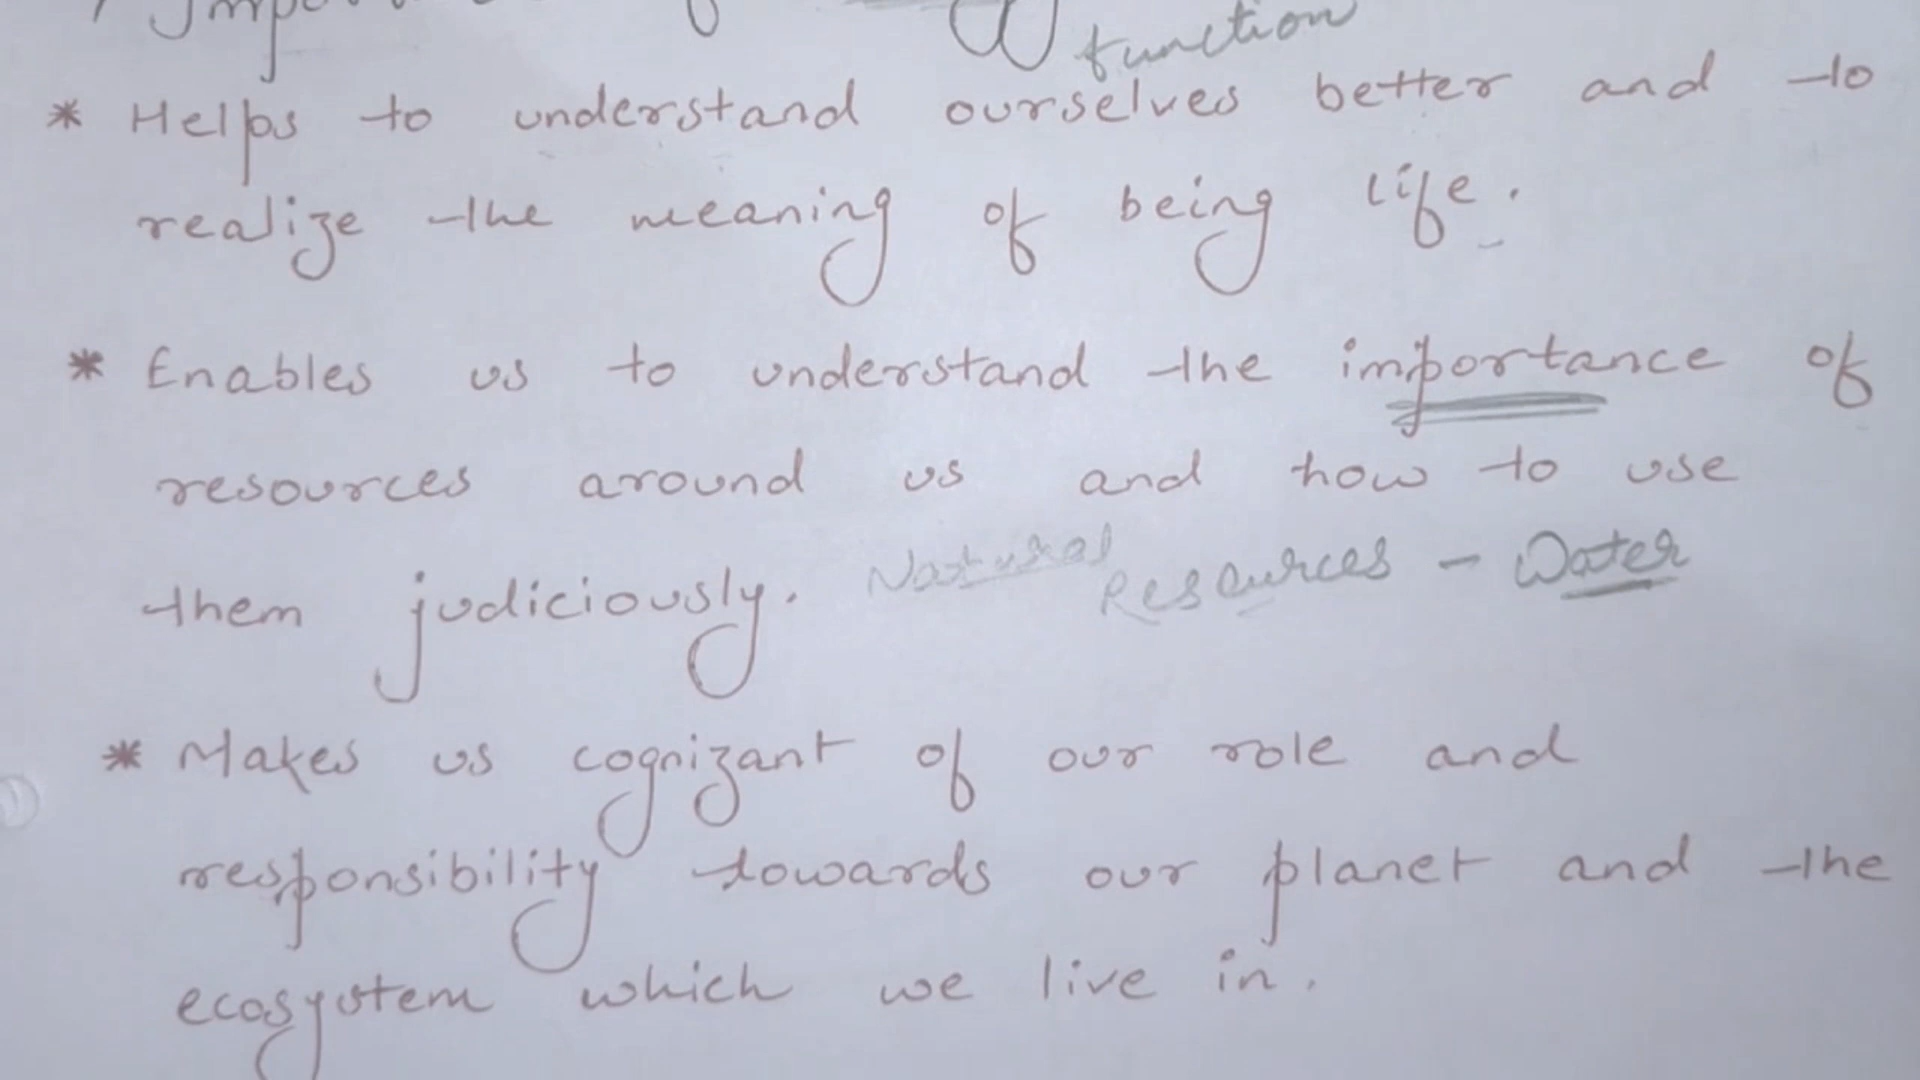 function
* Helps to understand ourselves better and to
realize the meaning of being life.
* Enables us to understand the importance of
resources around us and how to use
them judiciously. Natural Resources - Water
* Makes us cognizant of our role and
responsibility towards our planet and the
ecosystem which we live in.